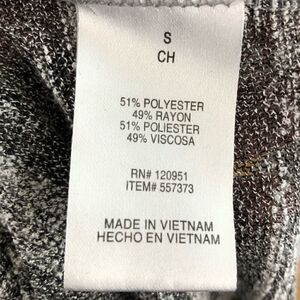 S
CH
51% POLYESTER
49% RAYON
51% POLIESTER
49% VISCOSA
RN# 120951
ITEM# 557373
MADE IN VIETNAM
HECHO EN VIETNAM